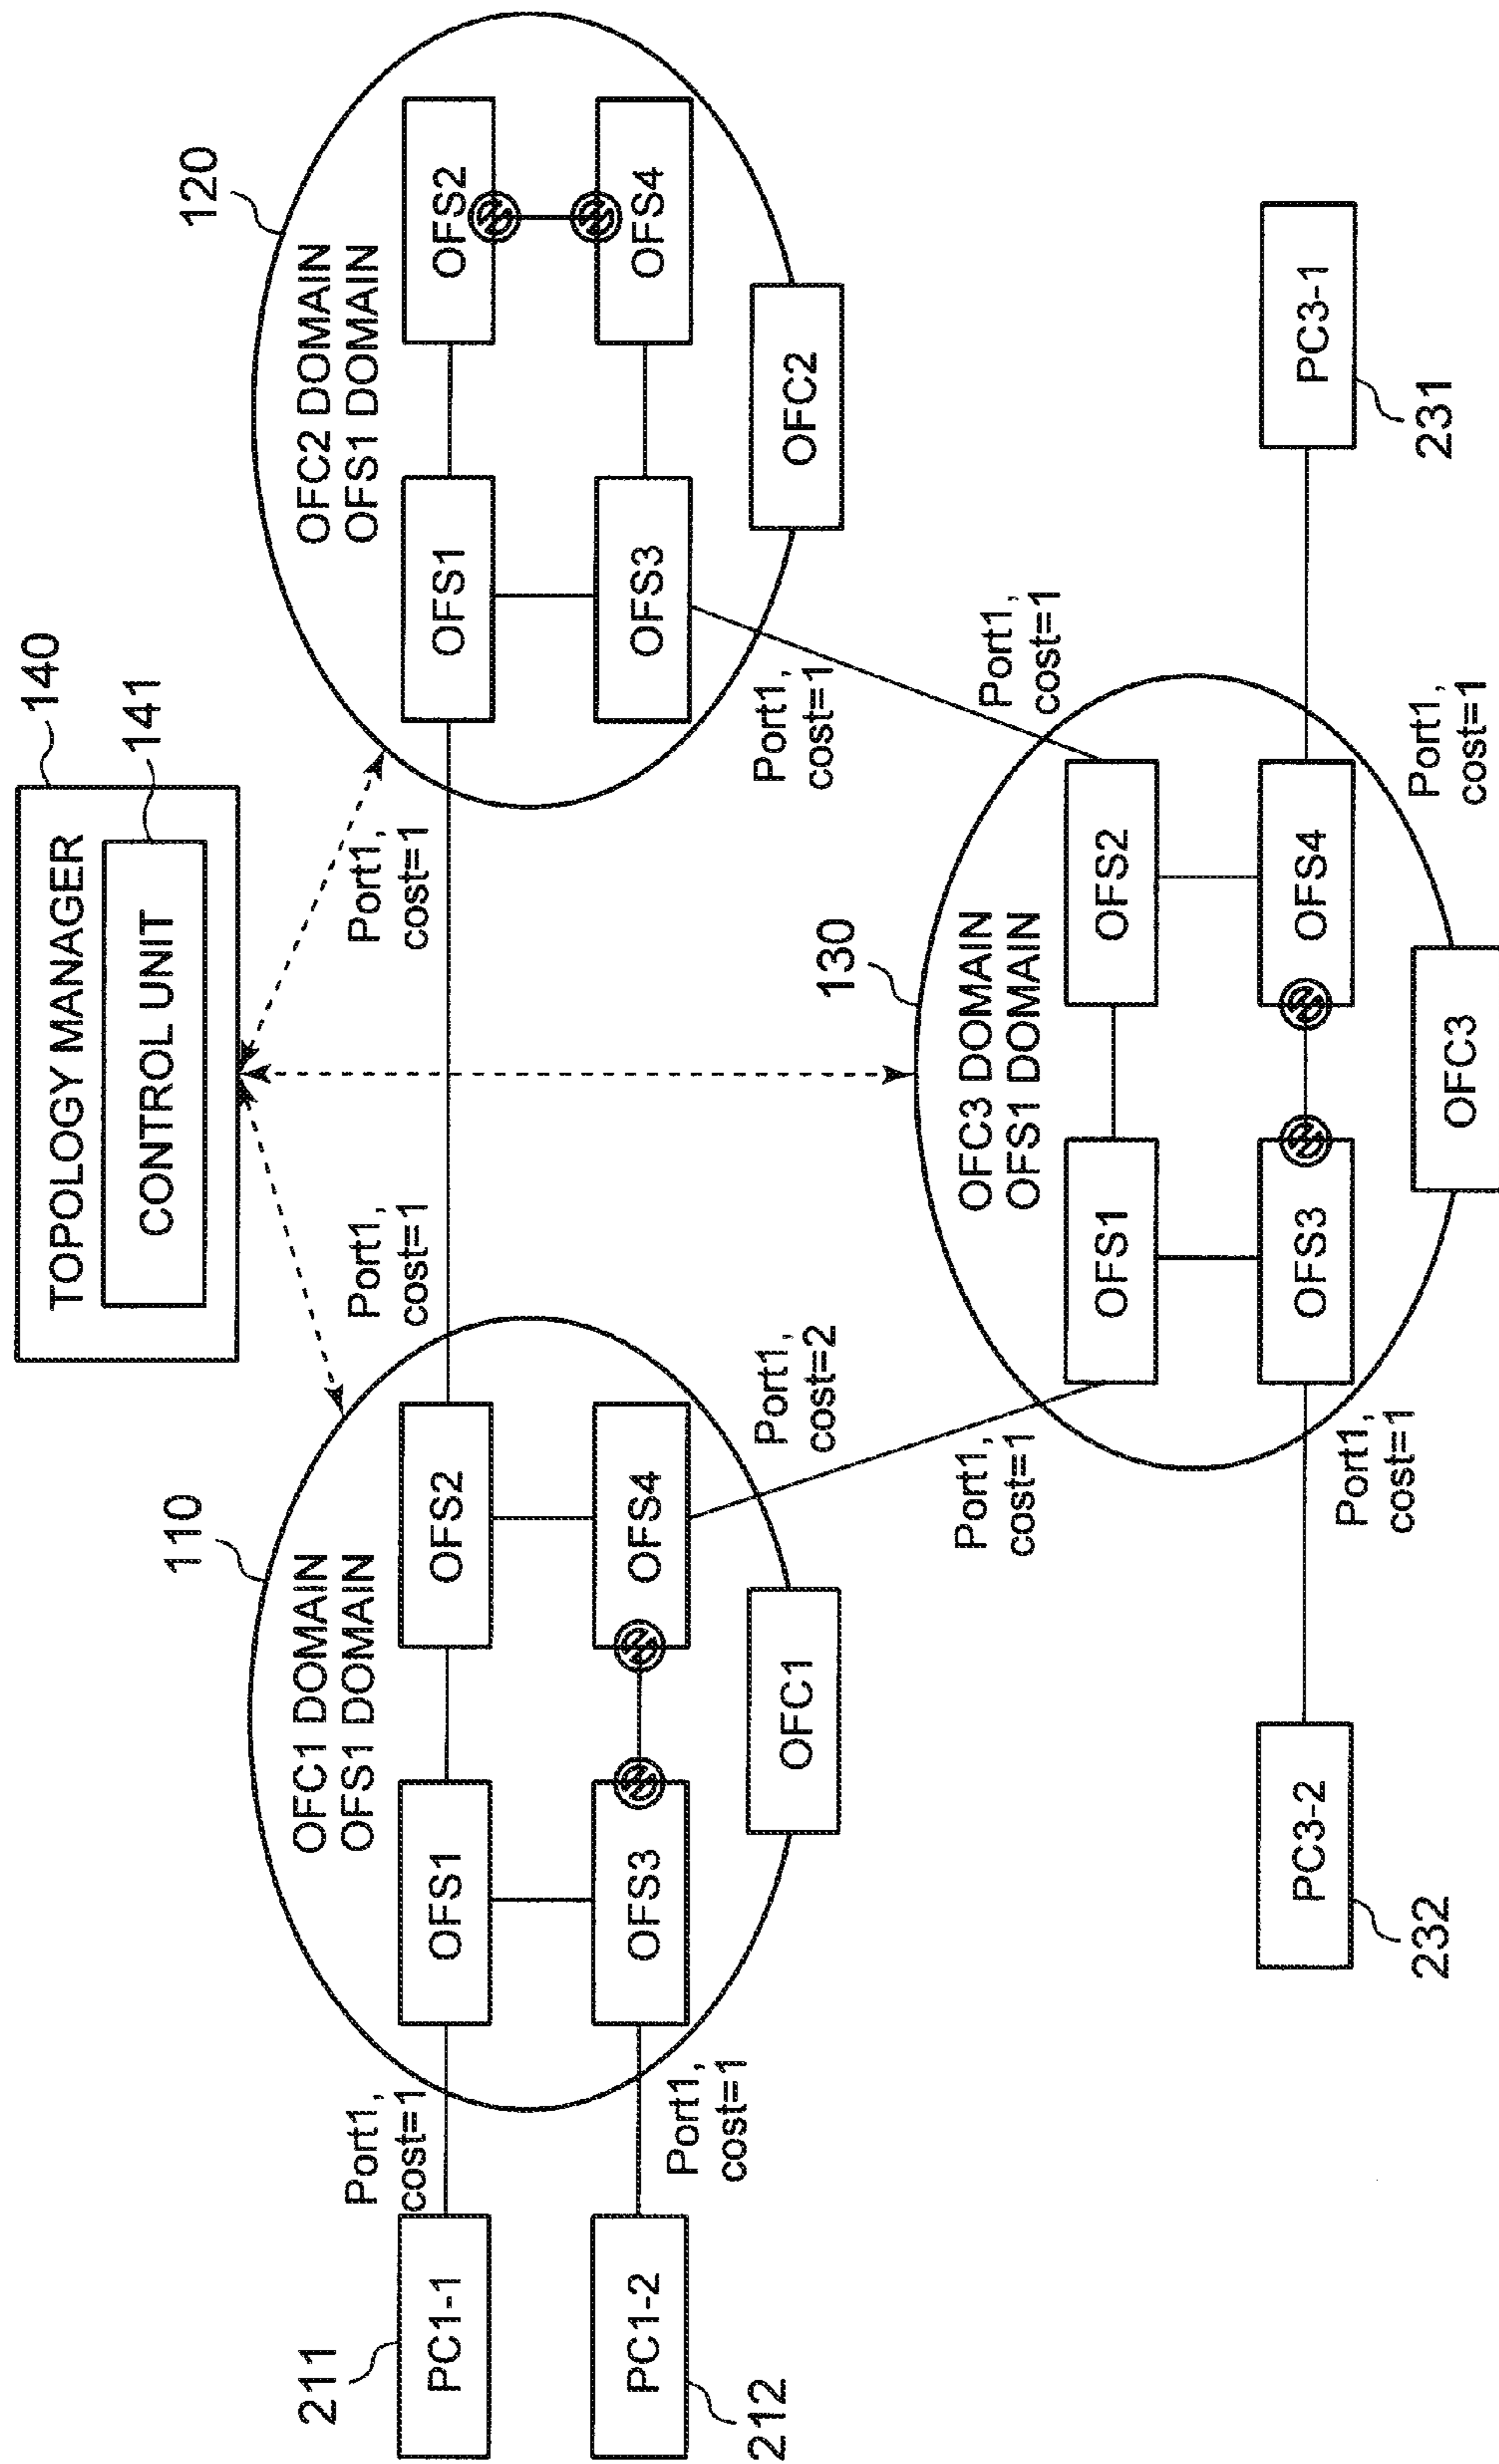 TOPOLOGY MANAGER
140
CONTROL UNIT
141
110
OFC1 DOMAIN
OFS1 DOMAIN
OFS1
OFS2
OFS3
OFS4
OFC1
120
OFC2 DOMAIN
OFS1 DOMAIN
OFS1
OFS2
OFS3
OFS4
OFC2
211
PC1-1
Port1,
cost=1
212
PC1-2
Port1,
cost=1
Port1,
cost=1
Port1,
cost=1
Port1,
cost=2
Port1,
cost=1
Port1,
cost=1
Port1,
cost=1
130
OFC3 DOMAIN
OFS1 DOMAIN
OFS1
OFS2
OFS3
OFS4
OFC3
PC3-2
232
Port1,
cost=1
Port1,
cost=1
PC3-1
231